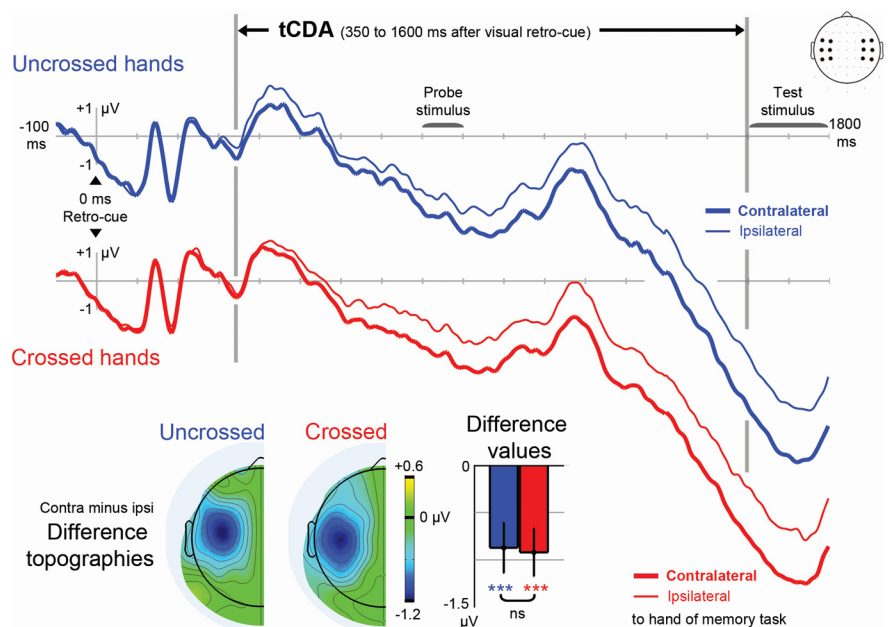 tCDA (350 to 1600 ms after visual retro-cue)
Uncrossed hands
Probe
stimulus
Test
stimulus
+1 µV
-100
ms
1800
ms
-1
0 ms
Retro-cue
Contralateral
Ipsilateral
+1 µV
-1
Crossed hands
Uncrossed
Crossed
Difference
values
+0.6
0
Contra minus ipsi
0 µV
Difference
topographies
*** ***
-1.2
-1.5
µV
ns
Contralateral
Ipsilateral
to hand of memory task